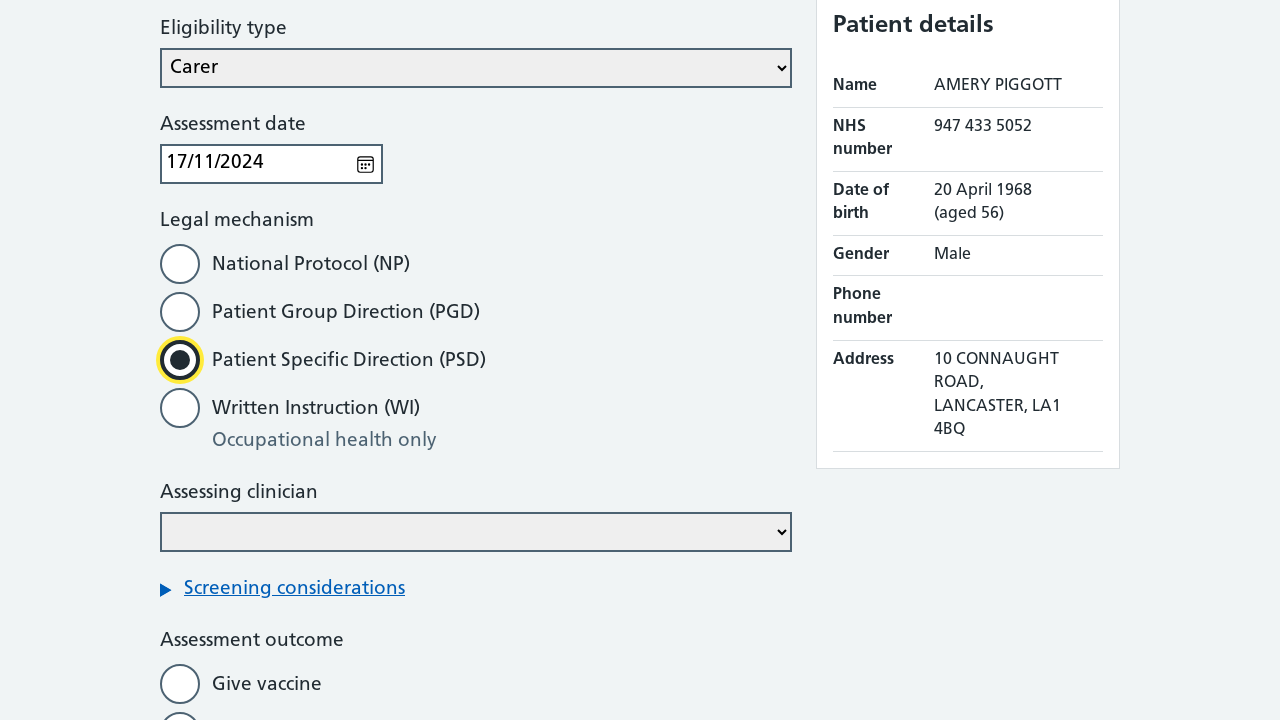 Eligibility type
Carer
Assessment date
17/11/2024
Legal mechanism
National Protocol (NP)
Patient Group Direction (PGD)
Patient Specific Direction (PSD)
Written Instruction (WI)
Occupational health only
Assessing clinician
Screening considerations
Assessment outcome
Give vaccine
Patient details
Name AMERY PIGGOTT
NHS 947 433 5052
number
Date of 20 April 1968
birth (aged 56)
Gender Male
Phone
number
Address 10 CONNAUGHT
ROAD,
LANCASTER, LA1
4BQ